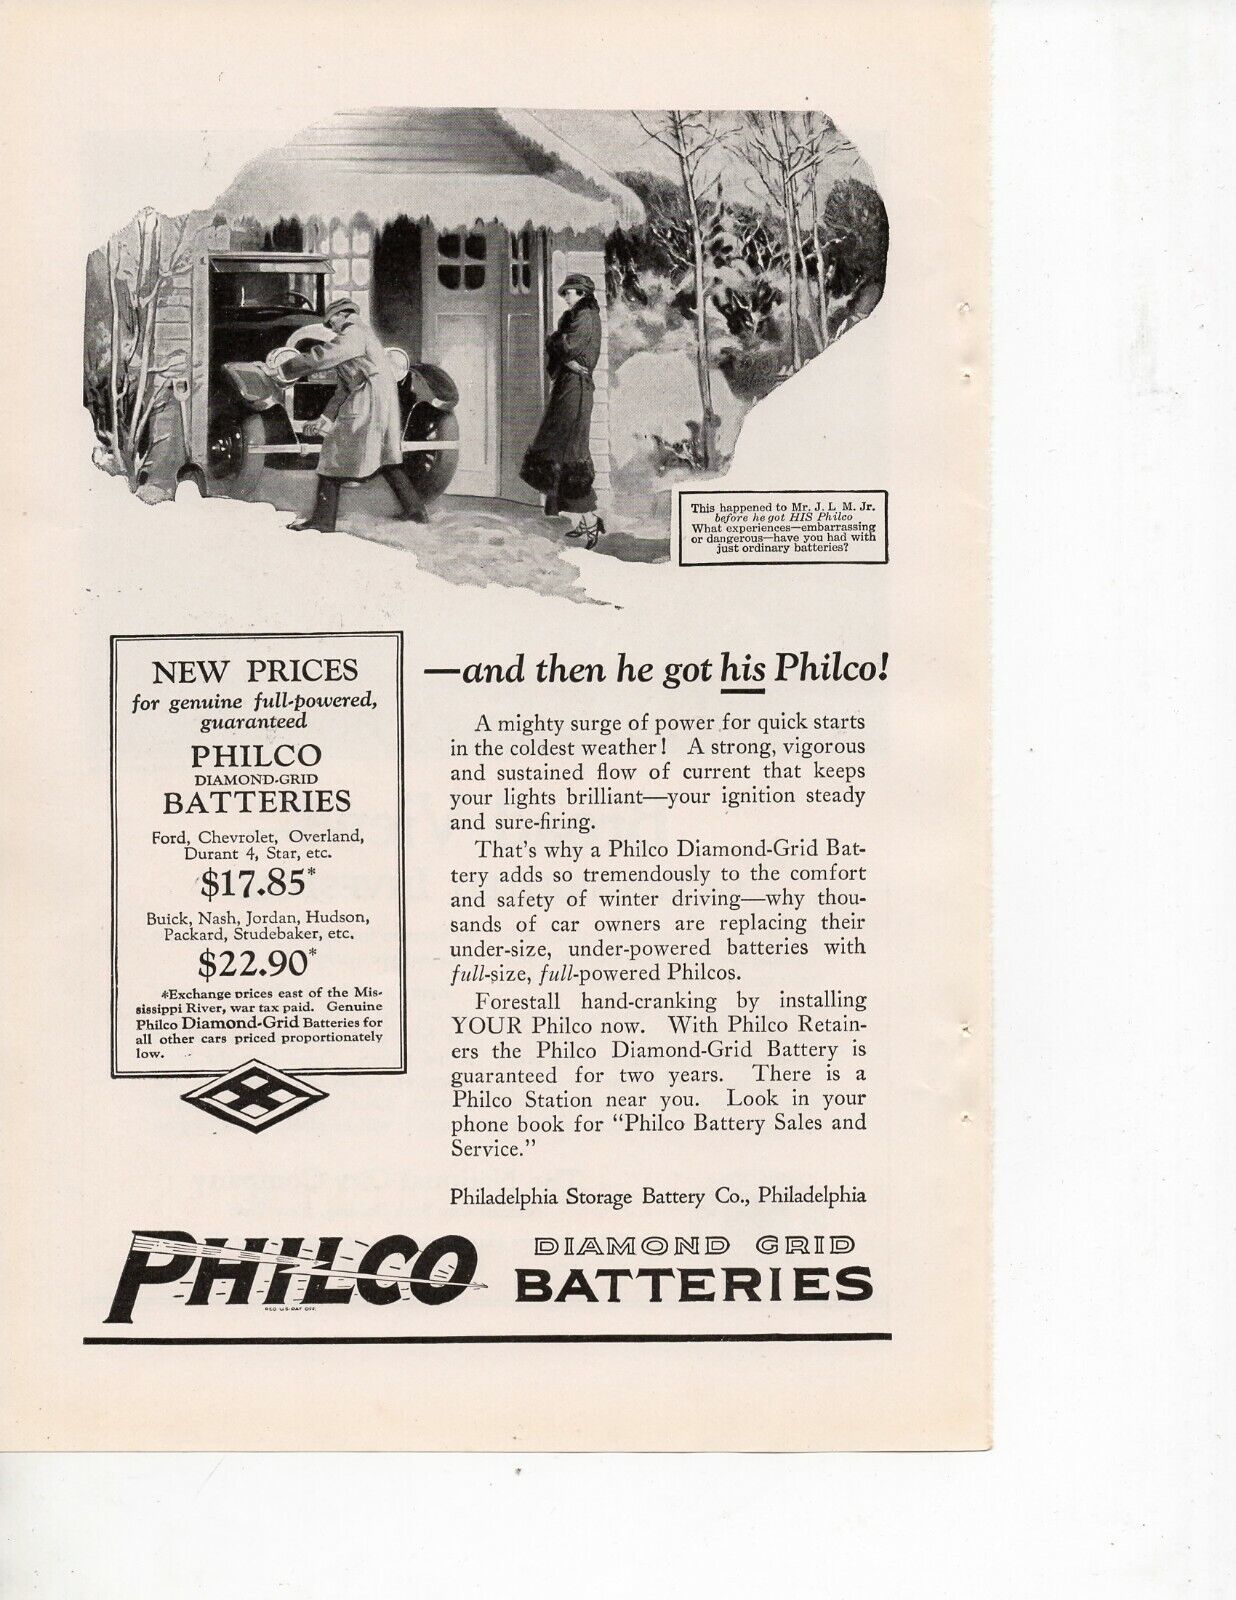 This happened to Mr. J. L. M. Jr.
before he got HIS Philco
What experiences—embarrassing
or dangerous—have you had with
just ordinary batteries?
NEW PRICES
for genuine full-powered,
guaranteed
PHILCO
DIAMOND-GRID
BATTERIES
Ford, Chevrolet, Overland,
Durant 4, Star, etc.
$17.85*
Buick, Nash, Jordan, Hudson,
Packard, Studebaker, etc.
$22.90*
*Exchange prices east of the Mis-
sissippi River, war tax paid. Genuine
Philco Diamond-Grid Batteries for
all other cars priced proportionately
low.
—and then he got his Philco!
A mighty surge of power for quick starts
in the coldest weather! A strong, vigorous
and sustained flow of current that keeps
your lights brilliant—your ignition steady
and sure-firing.
That's why a Philco Diamond-Grid Bat-
tery adds so tremendously to the comfort
and safety of winter driving—why thou-
sands of car owners are replacing their
under-size, under-powered batteries with
full-size, full-powered Philcos.
Forestall hand-cranking by installing
YOUR Philco now. With Philco Retain-
ers the Philco Diamond-Grid Battery is
guaranteed for two years. There is a
Philco Station near you. Look in your
phone book for "Philco Battery Sales and
Service."
Philadelphia Storage Battery Co., Philadelphia
PHILCO
REG. U.S. PAT. OFF.
DIAMOND GRID
BATTERIES